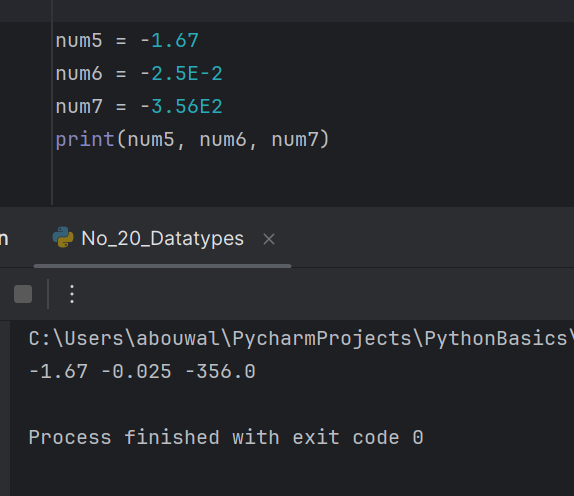 num5 = -1.67
num6 = -2.5E-2
num7 = -3.56E2
print(num5, num6, num7)
n No_20_Datatypes ×
C:\Users\abouwal\PycharmProjects\PythonBasics\
-1.67 -0.025 -356.0
Process finished with exit code 0